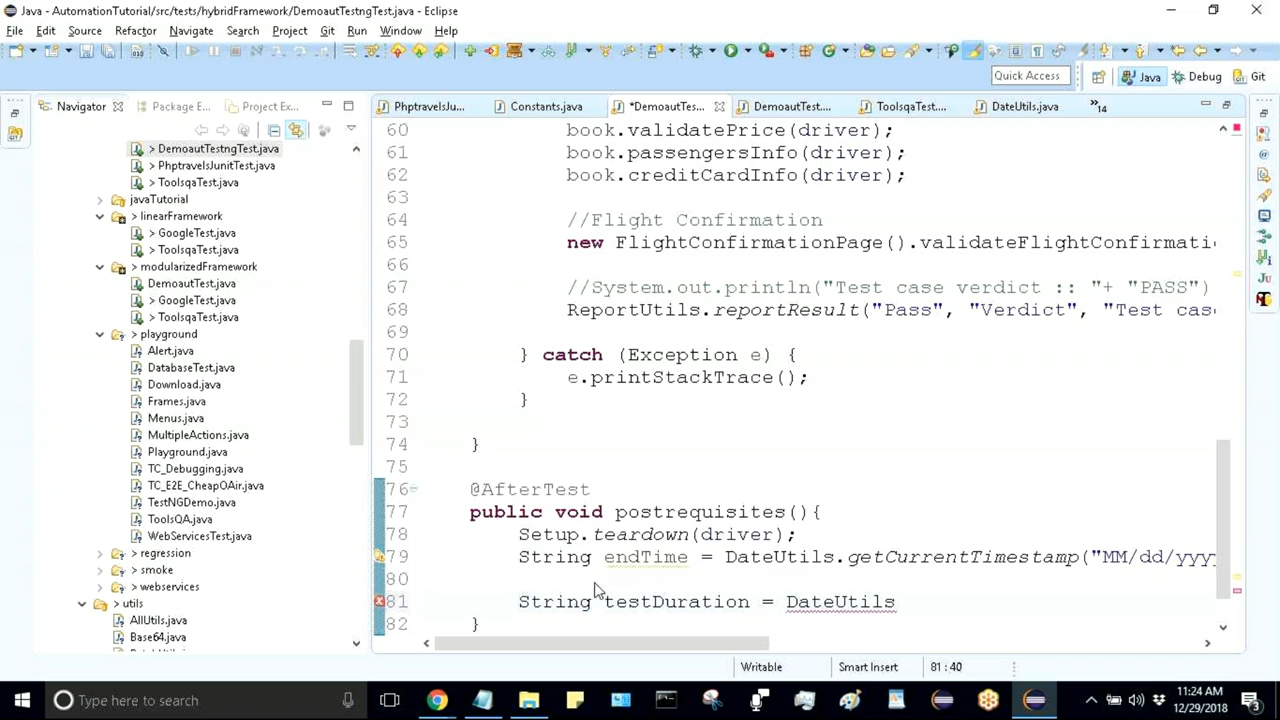 Java - AutomationTutorial/src/tests/hybridFramework/DemoautTestngTest.java - Eclipse
File Edit Source Refactor Navigate Search Project Git Run Window Help
Quick Access Java Debug Git
Navigator Package E... Project Ex...
PhptravelsJu... Constants.java *DemoautTes... DemoautTest.... ToolsqaTest.... DateUtils.java »14
> DemoautTestngTest.java
> PhptravelsJunitTest.java
> ToolsqaTest.java
javaTutorial
> linearFramework
> GoogleTest.java
> ToolsqaTest.java
> modularizedFramework
DemoautTest.java
> GoogleTest.java
> ToolsqaTest.java
> playground
Alert.java
DatabaseTest.java
Download.java
Frames.java
Menus.java
MultipleActions.java
Playground.java
TC_Debugging.java
TC_E2E_CheapOAir.java
TestNGDemo.java
ToolsQA.java
WebServicesTest.java
> regression
> smoke
> webservices
> utils
AllUtils.java
Base64.java
60 book.validatePrice(driver);
61 book.passengersInfo(driver);
62 book.creditCardInfo(driver);
63
64 //Flight Confirmation
65 new FlightConfirmationPage().validateFlightConfirmati
66
67 //System.out.println("Test case verdict :: "+ "PASS")
68 ReportUtils.reportResult("Pass", "Verdict", "Test cas
69
70 } catch (Exception e) {
71 e.printStackTrace();
72 }
73
74 }
75
76 @AfterTest
77 public void postrequisites(){
78 Setup.teardown(driver);
79 String endTime = DateUtils.getCurrentTimestamp("MM/dd/yyyy
80
81 String testDuration = DateUtils
82 }
Writable Smart Insert 81 : 40
Type here to search
11:24 AM
12/29/2018
3